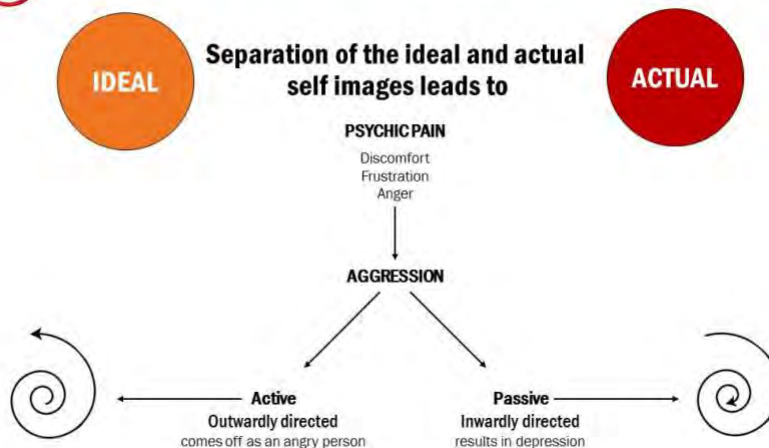 IDEAL
Separation of the ideal and actual
self images leads to
ACTUAL
PSYCHIC PAIN
Discomfort
Frustration
Anger
AGGRESSION
Active
Outwardly directed
comes off as an angry person
Passive
Inwardly directed
results in depression